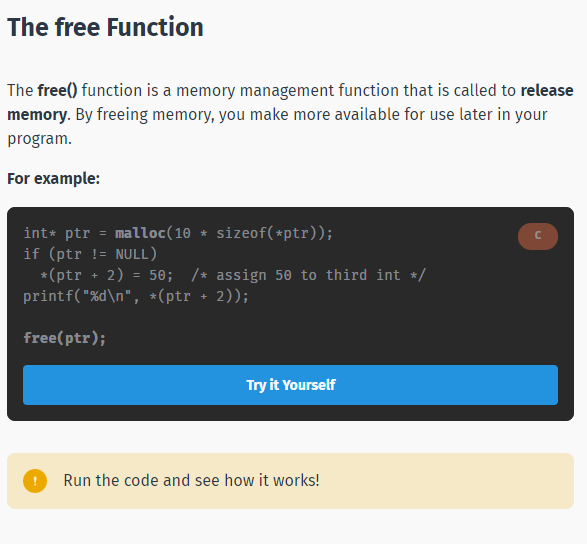 The free Function
The free() function is a memory management function that is called to release
memory. By freeing memory, you make more available for use later in your
program.
For example:
int* ptr = malloc(10 * sizeof(*ptr));
C
if (ptr != NULL)
*(ptr + 2) = 50;  /* assign 50 to third int */
printf("%d\n", *(ptr + 2));
free(ptr);
Try it Yourself
! Run the code and see how it works!